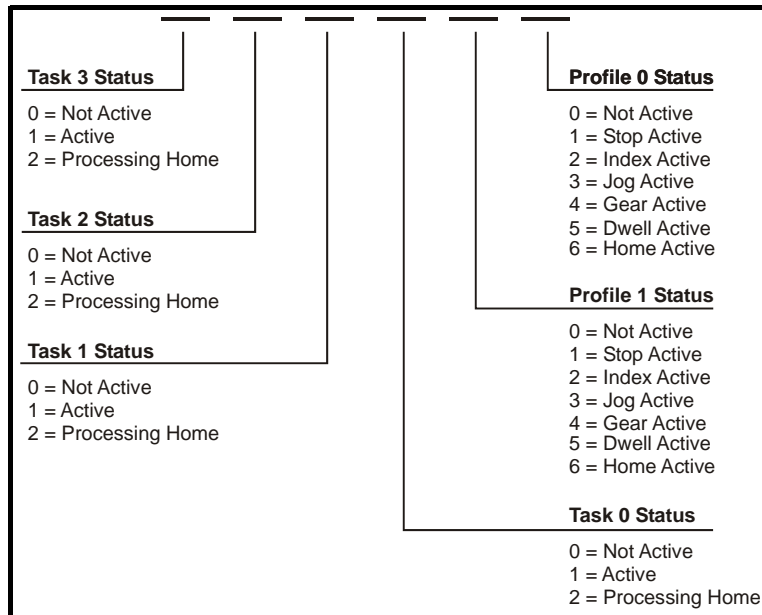 Task 3 Status
0 = Not Active
1 = Active
2 = Processing Home
Task 2 Status
0 = Not Active
1 = Active
2 = Processing Home
Task 1 Status
0 = Not Active
1 = Active
2 = Processing Home
Profile 0 Status
0 = Not Active
1 = Stop Active
2 = Index Active
3 = Jog Active
4 = Gear Active
5 = Dwell Active
6 = Home Active
Profile 1 Status
0 = Not Active
1 = Stop Active
2 = Index Active
3 = Jog Active
4 = Gear Active
5 = Dwell Active
6 = Home Active
Task 0 Status
0 = Not Active
1 = Active
2 = Processing Home